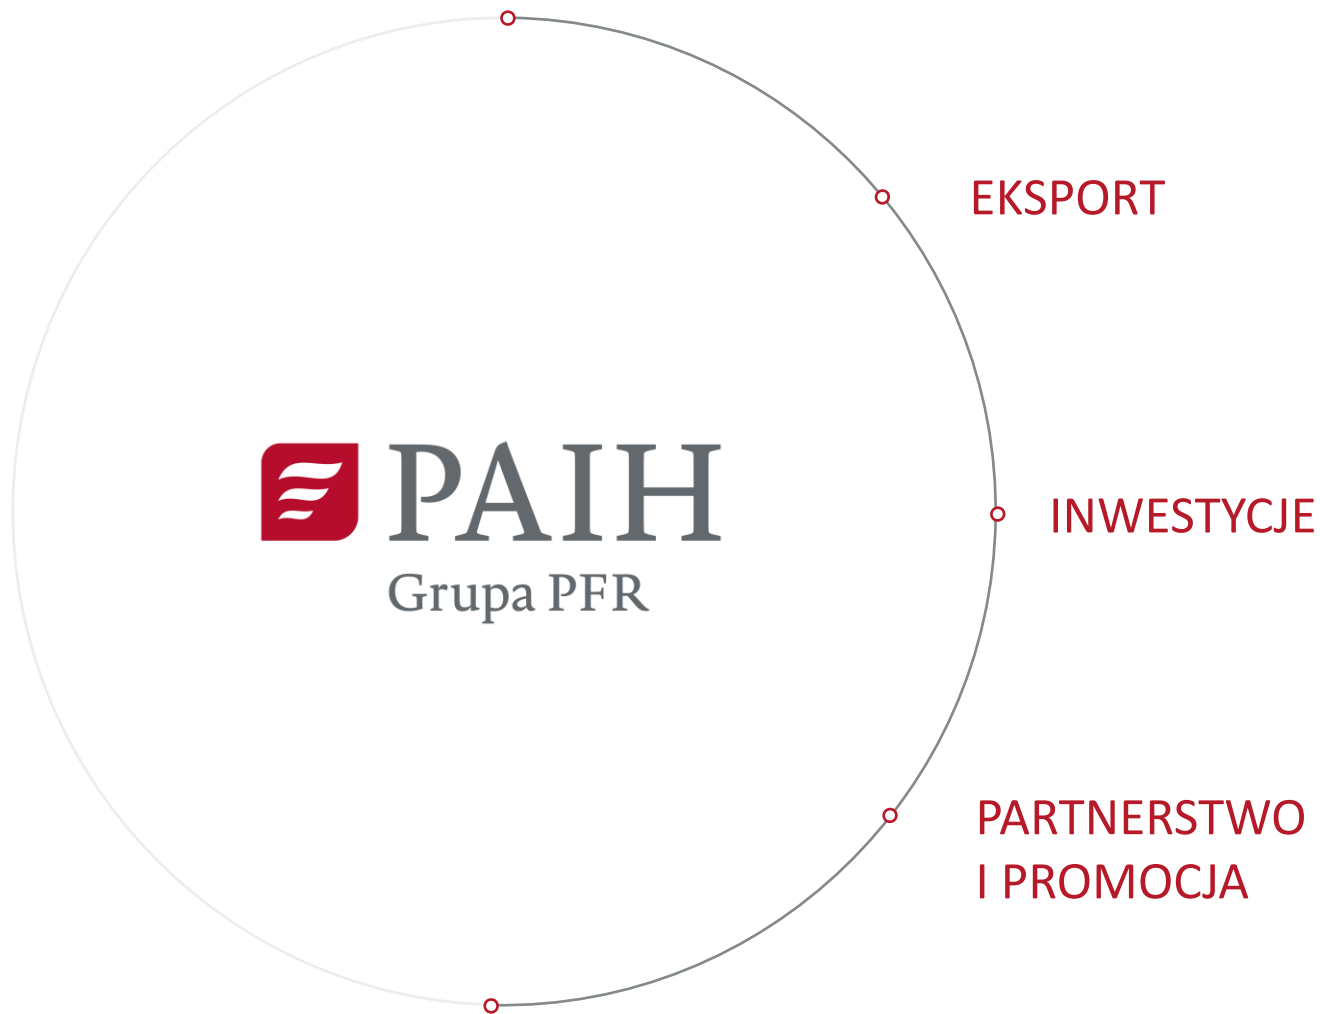 EKSPORT
PAIH
Grupa PFR
INWESTYCJE
PARTNERSTWO
I PROMOCJA